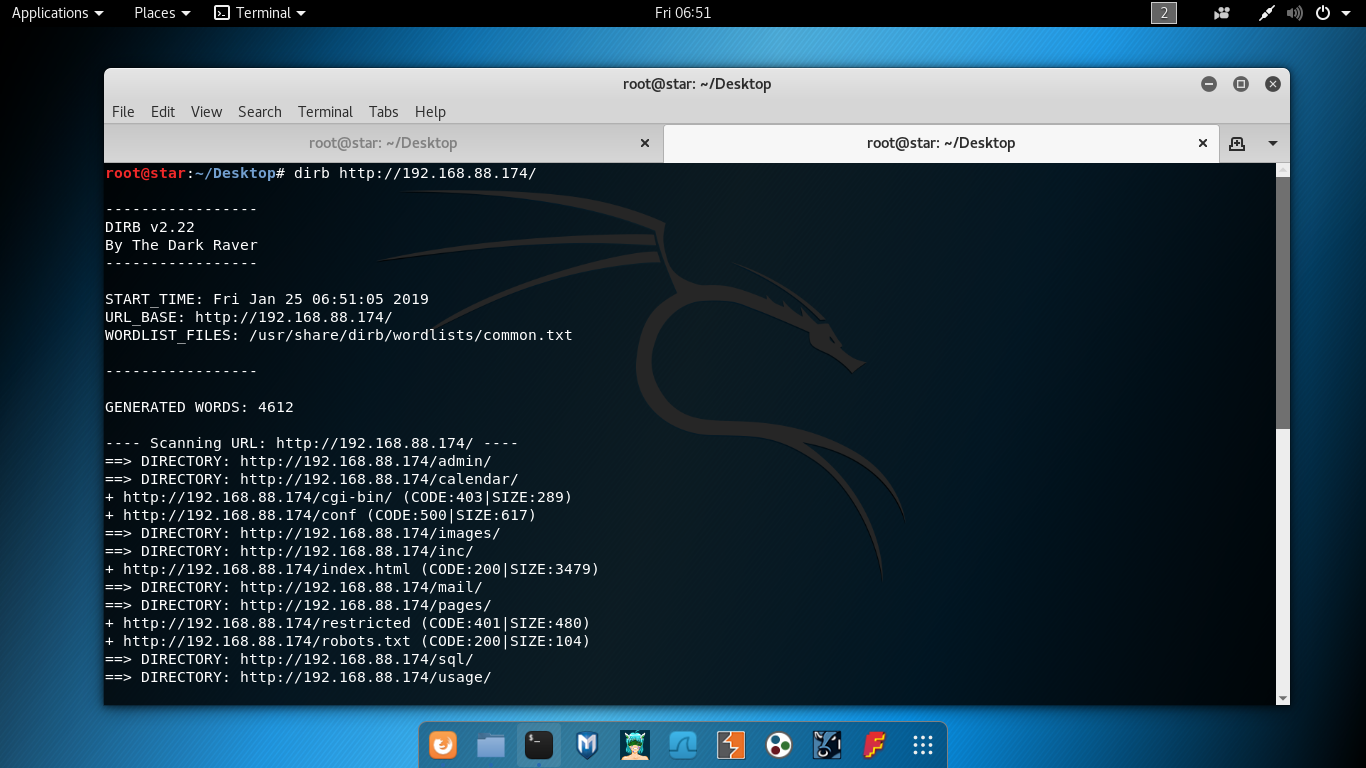 Applications Places Terminal Fri 06:51 2
root@star: ~/Desktop
File Edit View Search Terminal Tabs Help
root@star: ~/Desktop root@star: ~/Desktop
root@star:~/Desktop# dirb http://192.168.88.174/
-----------------
DIRB v2.22
By The Dark Raver
-----------------
START_TIME: Fri Jan 25 06:51:05 2019
URL_BASE: http://192.168.88.174/
WORDLIST_FILES: /usr/share/dirb/wordlists/common.txt
-----------------
GENERATED WORDS: 4612
---- Scanning URL: http://192.168.88.174/ ----
==> DIRECTORY: http://192.168.88.174/admin/
==> DIRECTORY: http://192.168.88.174/calendar/
+ http://192.168.88.174/cgi-bin/ (CODE:403|SIZE:289)
+ http://192.168.88.174/conf (CODE:500|SIZE:617)
==> DIRECTORY: http://192.168.88.174/images/
==> DIRECTORY: http://192.168.88.174/inc/
+ http://192.168.88.174/index.html (CODE:200|SIZE:3479)
==> DIRECTORY: http://192.168.88.174/mail/
==> DIRECTORY: http://192.168.88.174/pages/
+ http://192.168.88.174/restricted (CODE:401|SIZE:480)
+ http://192.168.88.174/robots.txt (CODE:200|SIZE:104)
==> DIRECTORY: http://192.168.88.174/sql/
==> DIRECTORY: http://192.168.88.174/usage/